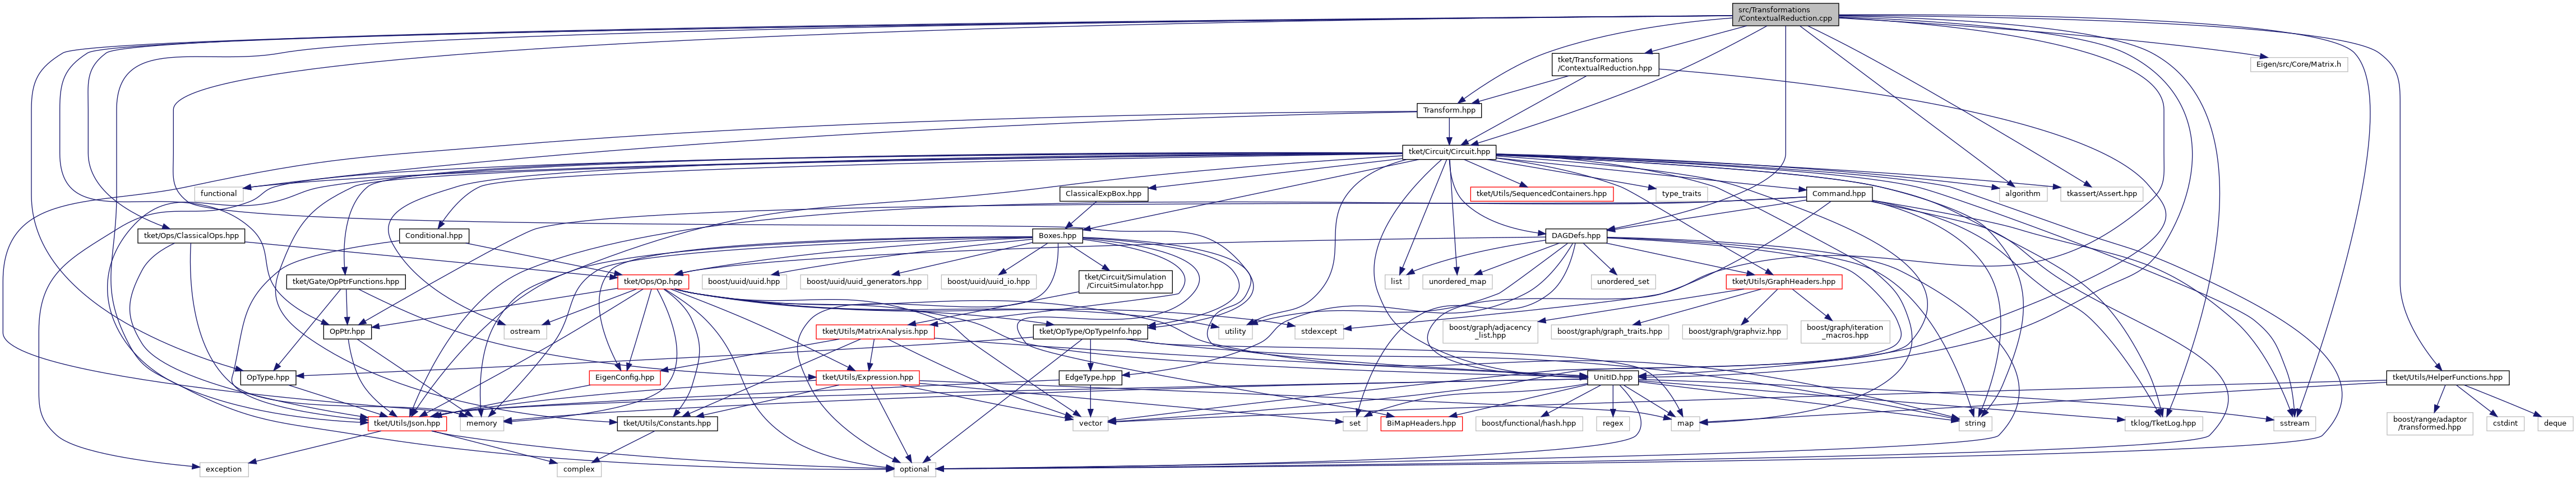 src/Transformations
/ContextualReduction.cpp
tket/Transformations
/ContextualReduction.hpp
Eigen/src/Core/Matrix.h
Transform.hpp
tket/Circuit/Circuit.hpp
functional
ClassicalExpBox.hpp
tket/Utils/SequencedContainers.hpp
type_traits
Command.hpp
algorithm
tkassert/Assert.hpp
tket/Ops/ClassicalOps.hpp
Conditional.hpp
Boxes.hpp
DAGDefs.hpp
tket/Gate/OpPtrFunctions.hpp
tket/Ops/Op.hpp
boost/uuid/uuid.hpp
boost/uuid/uuid_generators.hpp
boost/uuid/uuid_io.hpp
tket/Circuit/Simulation
/CircuitSimulator.hpp
list
unordered_map
unordered_set
tket/Utils/GraphHeaders.hpp
OpPtr.hpp
ostream
tket/Utils/MatrixAnalysis.hpp
tket/OpType/OpTypeInfo.hpp
utility
stdexcept
boost/graph/adjacency
_list.hpp
boost/graph/graph_traits.hpp
boost/graph/graphviz.hpp
boost/graph/iteration
_macros.hpp
OpType.hpp
EigenConfig.hpp
tket/Utils/Expression.hpp
EdgeType.hpp
UnitID.hpp
tket/Utils/HelperFunctions.hpp
tket/Utils/Json.hpp
memory
tket/Utils/Constants.hpp
vector
set
BiMapHeaders.hpp
boost/functional/hash.hpp
regex
map
string
tklog/TketLog.hpp
sstream
boost/range/adaptor
/transformed.hpp
cstdint
deque
exception
complex
optional